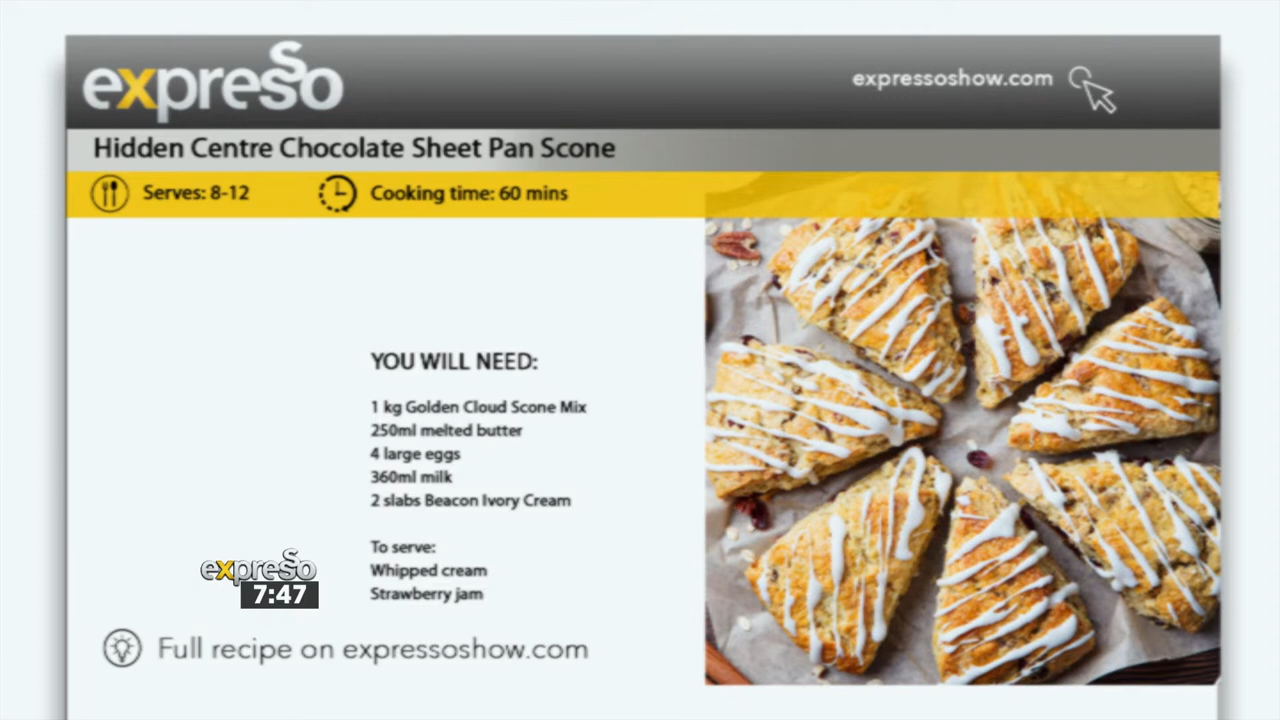 expresso
expressoshow.com
Hidden Centre Chocolate Sheet Pan Scone
Serves: 8-12
Cooking time: 60 mins
YOU WILL NEED:
1 kg Golden Cloud Scone Mix
250ml melted butter
4 large eggs
360ml milk
2 slabs Beacon Ivory Cream
To serve:
Whipped cream
Strawberry jam
expresso
7:47
Full recipe on expressoshow.com